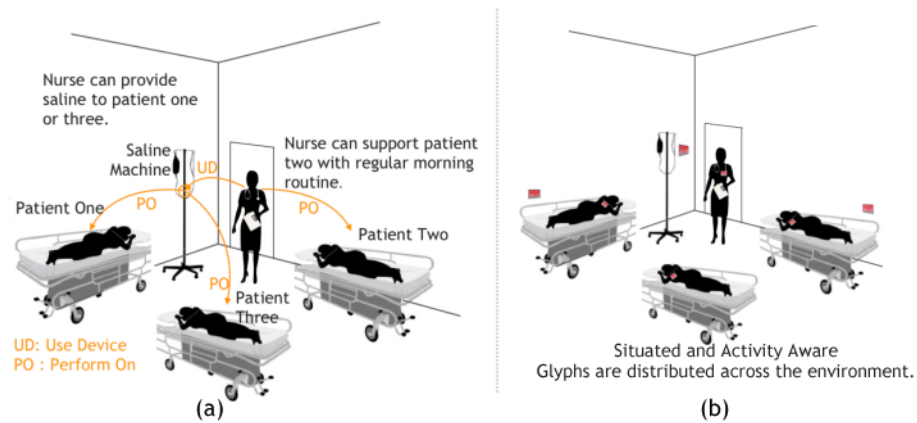 Nurse can provide
saline to patient one
or three.
Saline
Machine
UD
Nurse can support patient
two with regular morning
routine.
PO
PO
Patient One
Patient Two
PO
Patient
Three
UD: Use Device
PO : Perform On
(a)
Situated and Activity Aware
Glyphs are distributed across the environment.
(b)